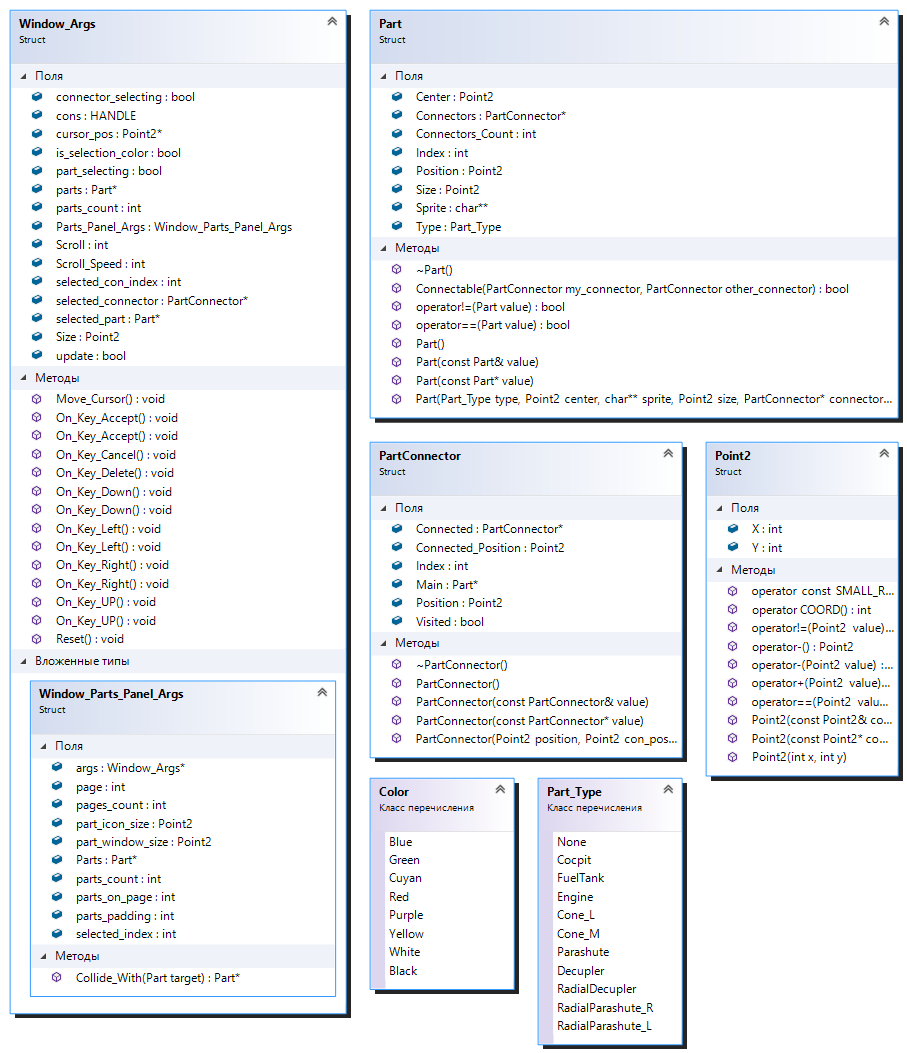 Window_Args
Struct
Поля
connector_selecting : bool
cons : HANDLE
cursor_pos : Point2*
is_selection_color : bool
part_selecting : bool
parts : Part*
parts_count : int
Parts_Panel_Args : Window_Parts_Panel_Args
Scroll : int
Scroll_Speed : int
selected_con_index : int
selected_connector : PartConnector*
selected_part : Part*
Size : Point2
update : bool
Методы
Move_Cursor() : void
On_Key_Accept() : void
On_Key_Accept() : void
On_Key_Cancel() : void
On_Key_Delete() : void
On_Key_Down() : void
On_Key_Down() : void
On_Key_Left() : void
On_Key_Left() : void
On_Key_Right() : void
On_Key_Right() : void
On_Key_UP() : void
On_Key_UP() : void
Reset() : void
Вложенные типы
Window_Parts_Panel_Args
Struct
Поля
args : Window_Args*
page : int
pages_count : int
part_icon_size : Point2
part_window_size : Point2
Parts : Part*
parts_count : int
parts_on_page : int
parts_padding : int
selected_index : int
Методы
Collide_With(Part target) : Part*
Part
Struct
Поля
Center : Point2
Connectors : PartConnector*
Connectors_Count : int
Index : int
Position : Point2
Size : Point2
Sprite : char**
Type : Part_Type
Методы
~Part()
Connectable(PartConnector my_connector, PartConnector other_connector) : bool
operator!=(Part value) : bool
operator==(Part value) : bool
Part()
Part(const Part& value)
Part(const Part* value)
Part(Part_Type type, Point2 center, char** sprite, Point2 size, PartConnector* connector...
PartConnector
Struct
Поля
Connected : PartConnector*
Connected_Position : Point2
Index : int
Main : Part*
Position : Point2
Visited : bool
Методы
~PartConnector()
PartConnector()
PartConnector(const PartConnector& value)
PartConnector(const PartConnector* value)
PartConnector(Point2 position, Point2 con_pos...
Point2
Struct
Поля
X : int
Y : int
Методы
operator const SMALL_R...
operator COORD() : int
operator!=(Point2 value)...
operator-() : Point2
operator-(Point2 value) :...
operator+(Point2 value)...
operator==(Point2 valu...
Point2(const Point2& co...
Point2(const Point2* co...
Point2(int x, int y)
Color
Класс перечисления
Blue
Green
Cuyan
Red
Purple
Yellow
White
Black
Part_Type
Класс перечисления
None
Cocpit
FuelTank
Engine
Cone_L
Cone_M
Parashute
Decupler
RadialDecupler
RadialParashute_R
RadialParashute_L